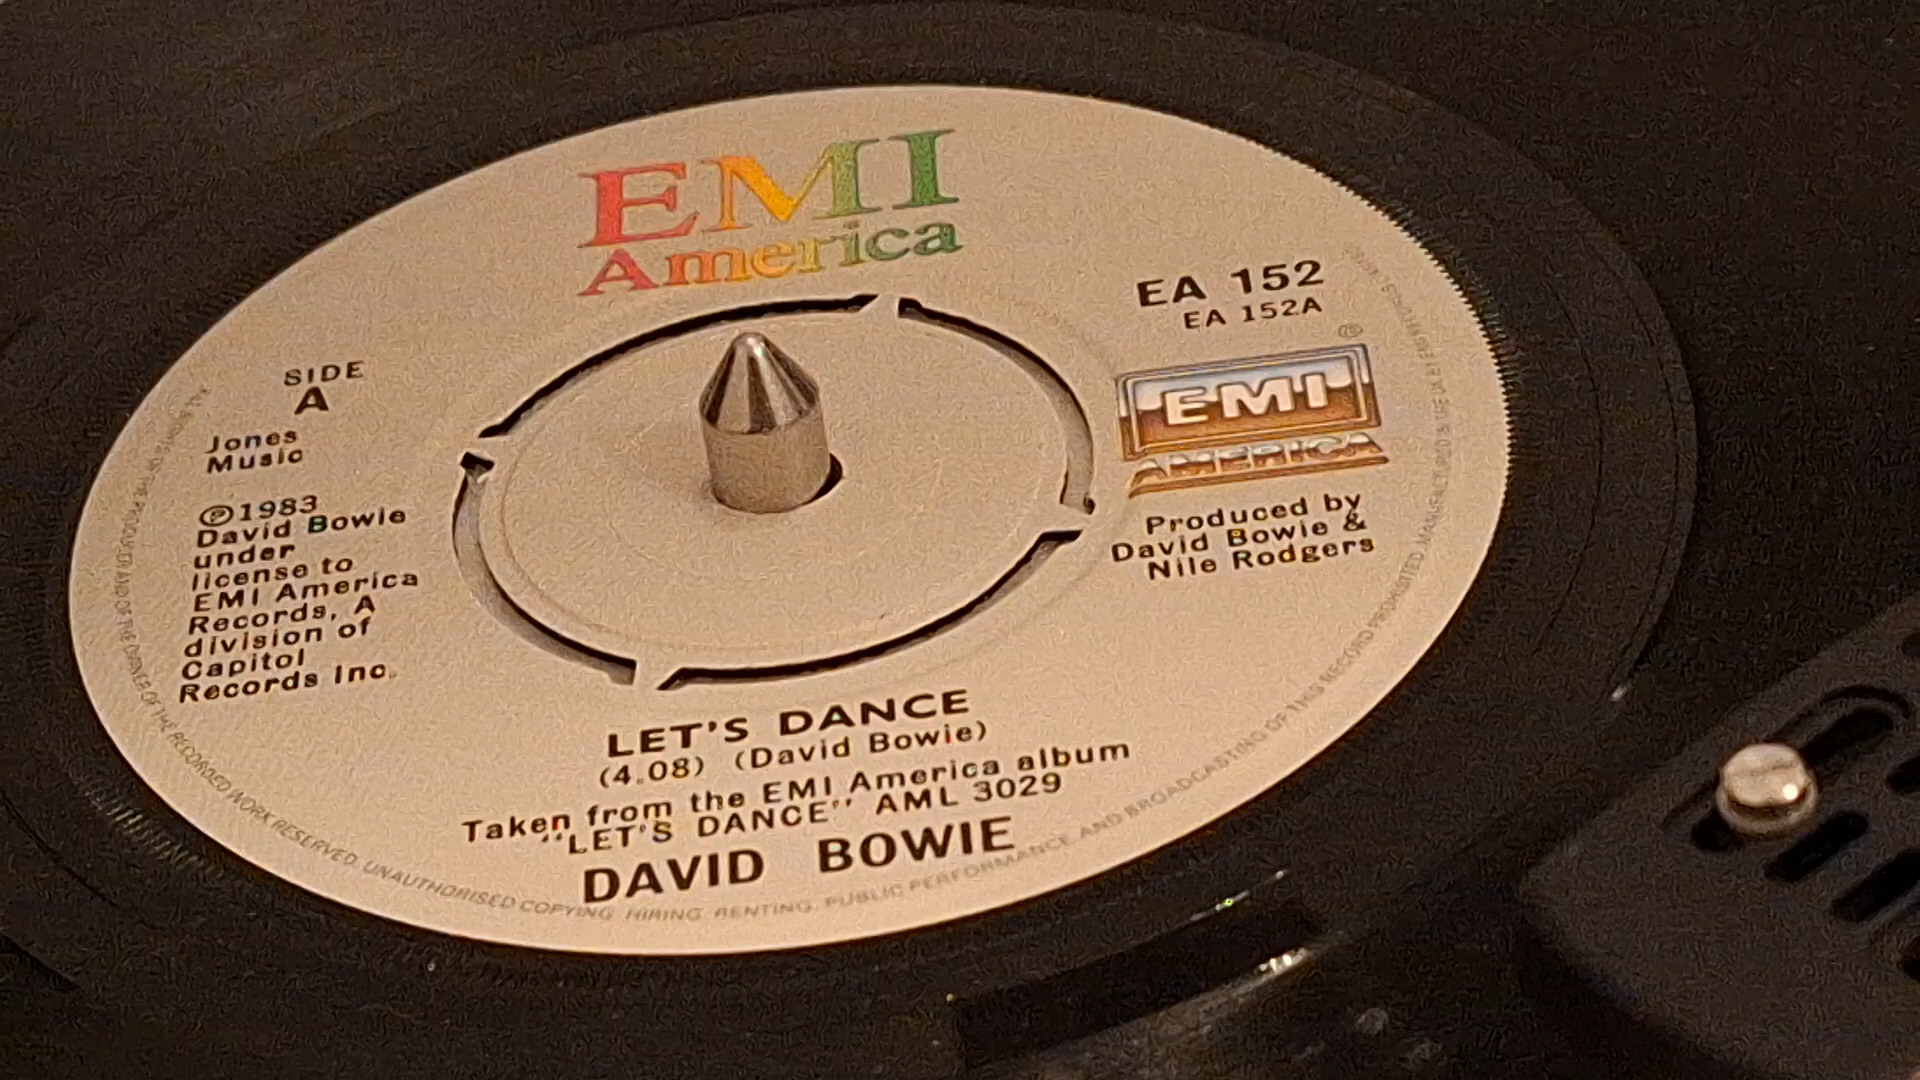 EMI
America
EA 152
EA 152A
SIDE
A
Jones
Music
℗1983
David Bowie
under
license to
EMI America
Records, A
division of
Capitol
Records Inc.
EMI
AMERICA
Produced by
David Bowie &
Nile Rodgers
LET'S DANCE
(4.08) (David Bowie)
Taken from the EMI America album
"LET'S DANCE" AML 3029
DAVID BOWIE
OF THE RECORDED WORK RESERVED. UNAUTHORISED COPYING, HIRING, RENTING, PUBLIC PERFORMANCE AND BROADCASTING OF THIS RECORD PROHIBITED.